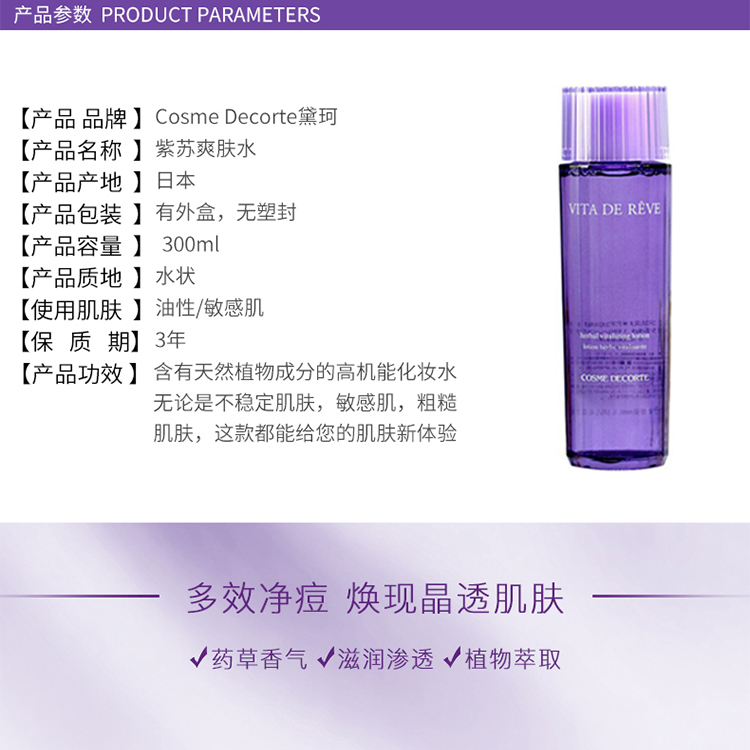 产品参数 PRODUCT PARAMETERS
【产品 品牌 】Cosme Decorte黛珂
【产品名称 】紫苏爽肤水
【产品产地 】日本
【产品包装 】有外盒，无塑封
【产品容量 】 300ml
【产品质地 】水状
【使用肌肤 】油性/敏感肌
【保 质 期】3年
【产品功效 】含有天然植物成分的高机能化妆水
无论是不稳定肌肤，敏感肌，粗糙
肌肤，这款都能给您的肌肤新体验
VITA DE RÊVE
herbal vitalizing lotion
lotion herbe vitalisante
COSME DECORTE
多效净痘 焕现晶透肌肤
✓药草香气 ✓滋润渗透 ✓植物萃取